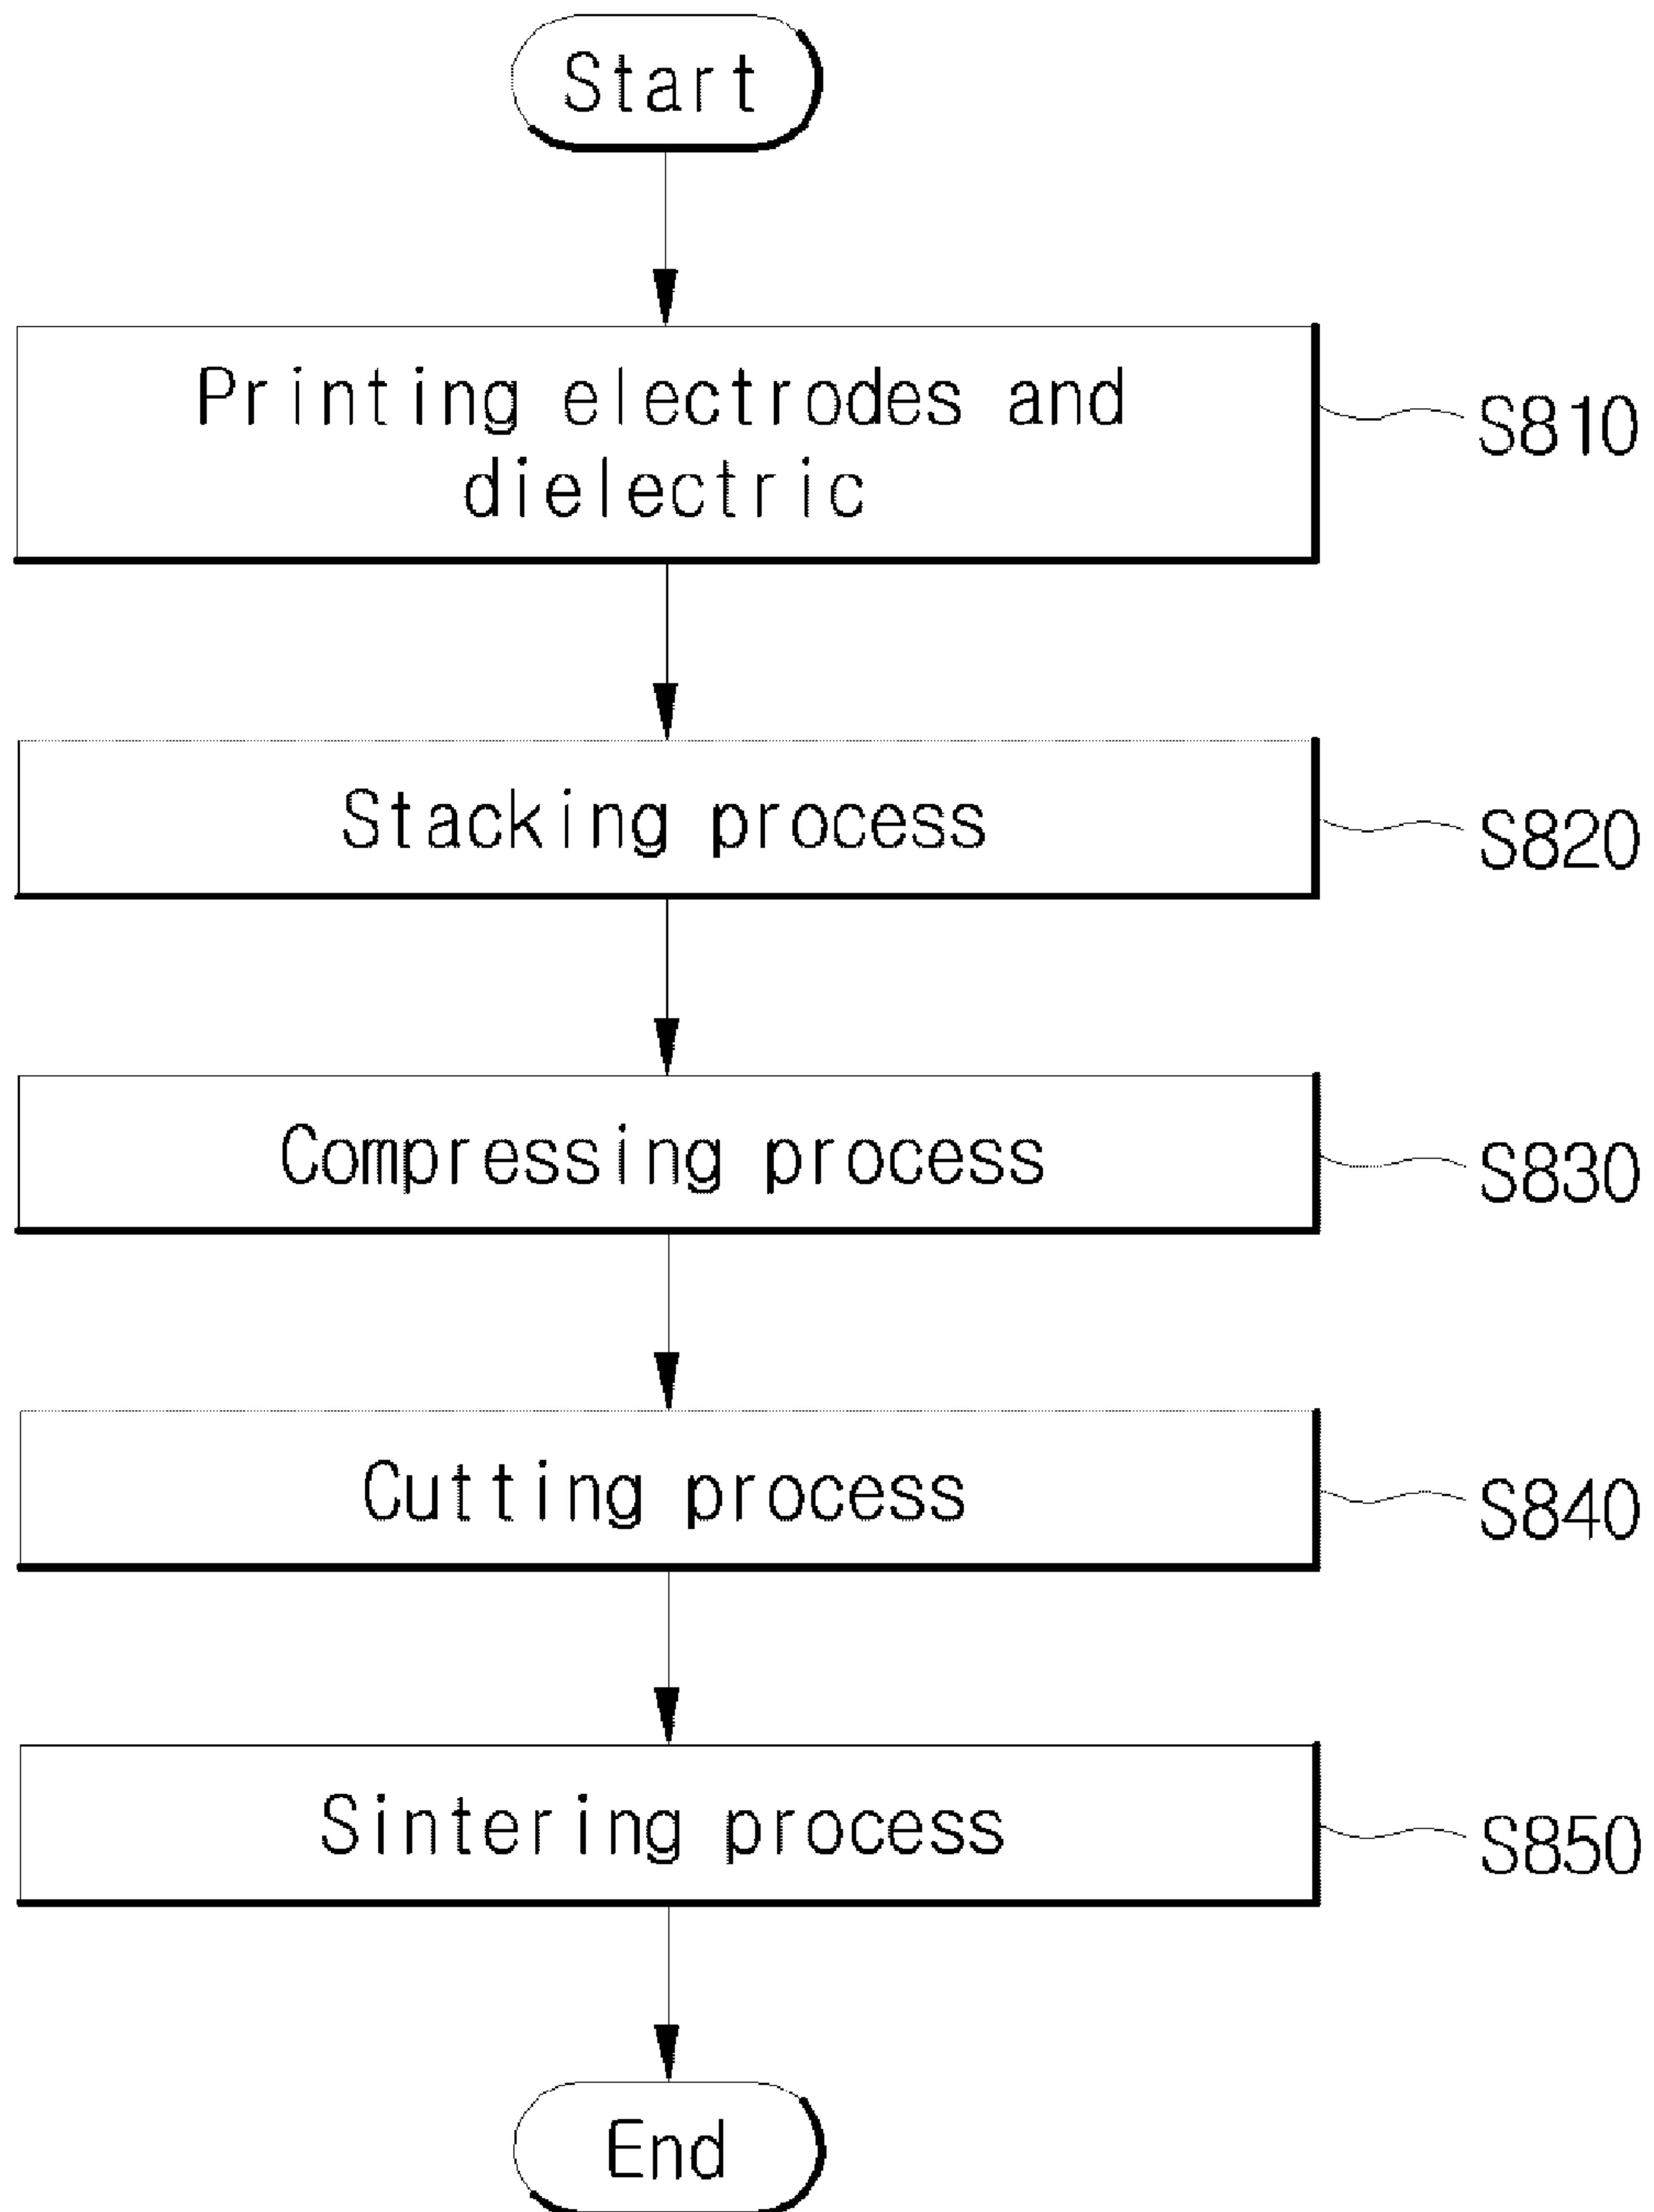 Start
Printing electrodes and
dielectric
S810
Stacking process
S820
Compressing process
S830
Cutting process
S840
Sintering process
S850
End